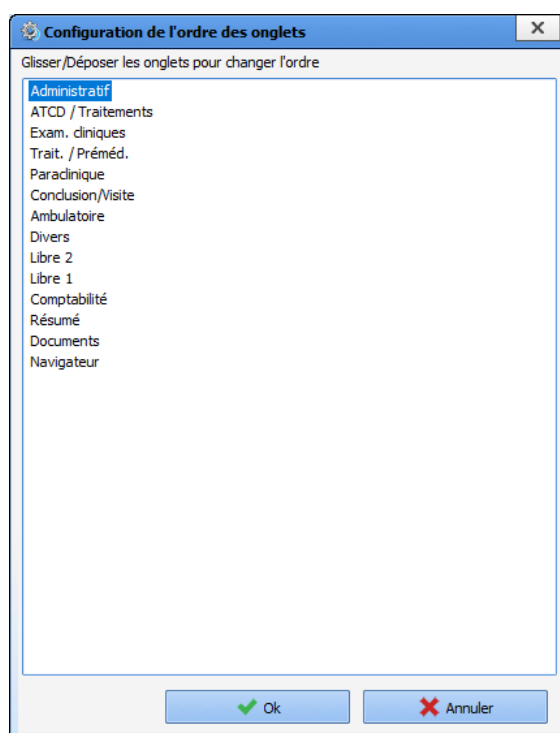 Configuration de l'ordre des onglets
Glisser/Déposer les onglets pour changer l'ordre
Administratif
ATCD / Traitements
Exam. cliniques
Trait. / Préméd.
Paraclinique
Conclusion/Visite
Ambulatoire
Divers
Libre 2
Libre 1
Comptabilité
Résumé
Documents
Navigateur
Ok Annuler